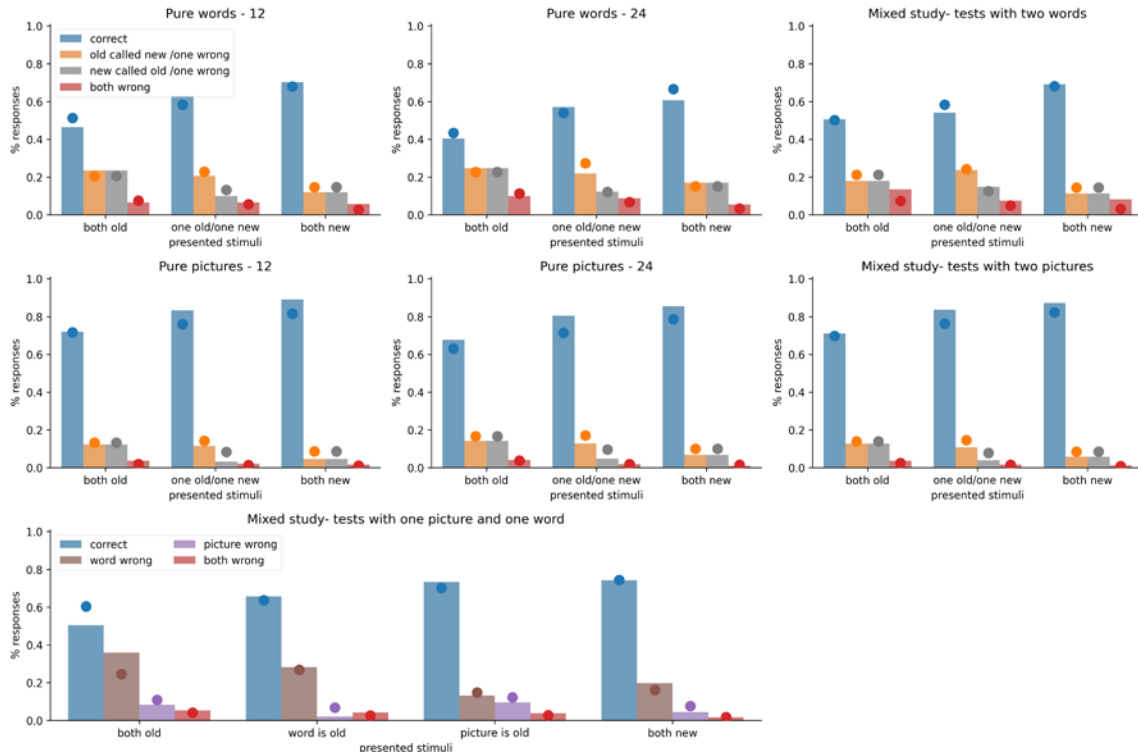 Pure words - 12
% responses
1.0
0.8
0.6
0.4
0.2
0.0
correct
old called new /one wrong
new called old /one wrong
both wrong
both old
one old/one new
both new
presented stimuli
Pure words - 24
% responses
1.0
0.8
0.6
0.4
0.2
0.0
both old
one old/one new
both new
presented stimuli
Mixed study- tests with two words
% responses
1.0
0.8
0.6
0.4
0.2
0.0
both old
one old/one new
both new
presented stimuli
Pure pictures - 12
% responses
1.0
0.8
0.6
0.4
0.2
0.0
both old
one old/one new
both new
presented stimuli
Pure pictures - 24
% responses
1.0
0.8
0.6
0.4
0.2
0.0
both old
one old/one new
both new
presented stimuli
Mixed study- tests with two pictures
% responses
1.0
0.8
0.6
0.4
0.2
0.0
both old
one old/one new
both new
presented stimuli
Mixed study- tests with one picture and one word
% responses
1.0
0.8
0.6
0.4
0.2
0.0
correct
word wrong
picture wrong
both wrong
both old
word is old
picture is old
both new
presented stimuli